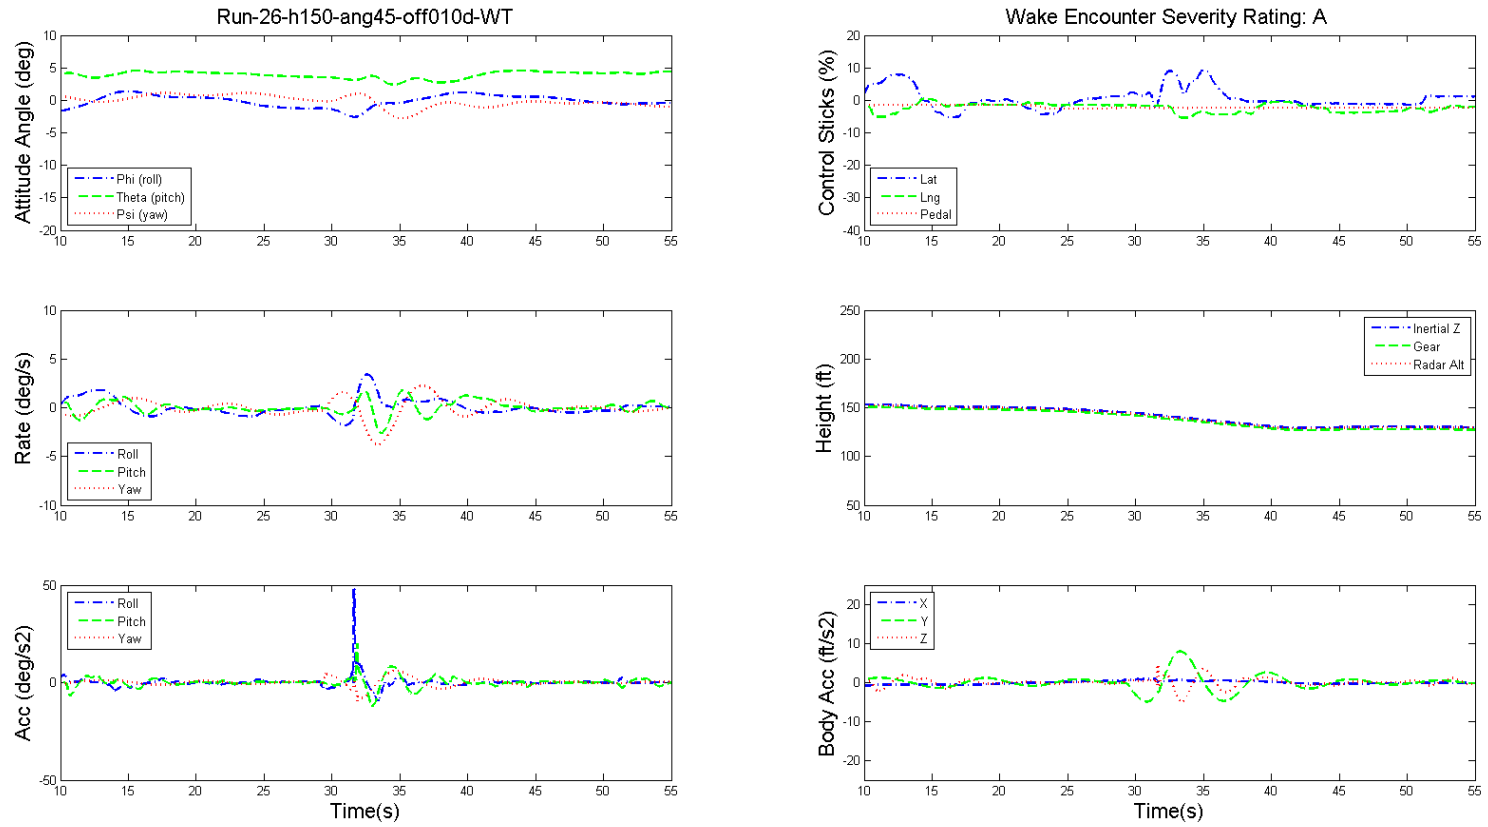 Run-26-h150-ang45-off010d-WT
Attitude Angle (deg)
10
5
0
-5
-10
-15
-20
Phi (roll)
Theta (pitch)
Psi (yaw)
10 15 20 25 30 35 40 45 50 55
Wake Encounter Severity Rating: A
Control Sticks (%)
20
10
0
-10
-20
-30
-40
Lat
Lng
Pedal
10 15 20 25 30 35 40 45 50 55
Rate (deg/s)
10
5
0
-5
-10
Roll
Pitch
Yaw
10 15 20 25 30 35 40 45 50 55
Height (ft)
250
200
150
100
50
Inertial Z
Gear
Radar Alt
10 15 20 25 30 35 40 45 50 55
Acc (deg/s2)
50
0
-50
Roll
Pitch
Yaw
10 15 20 25 30 35 40 45 50 55
Time(s)
Body Acc (ft/s2)
20
10
0
-10
-20
X
Y
Z
10 15 20 25 30 35 40 45 50 55
Time(s)